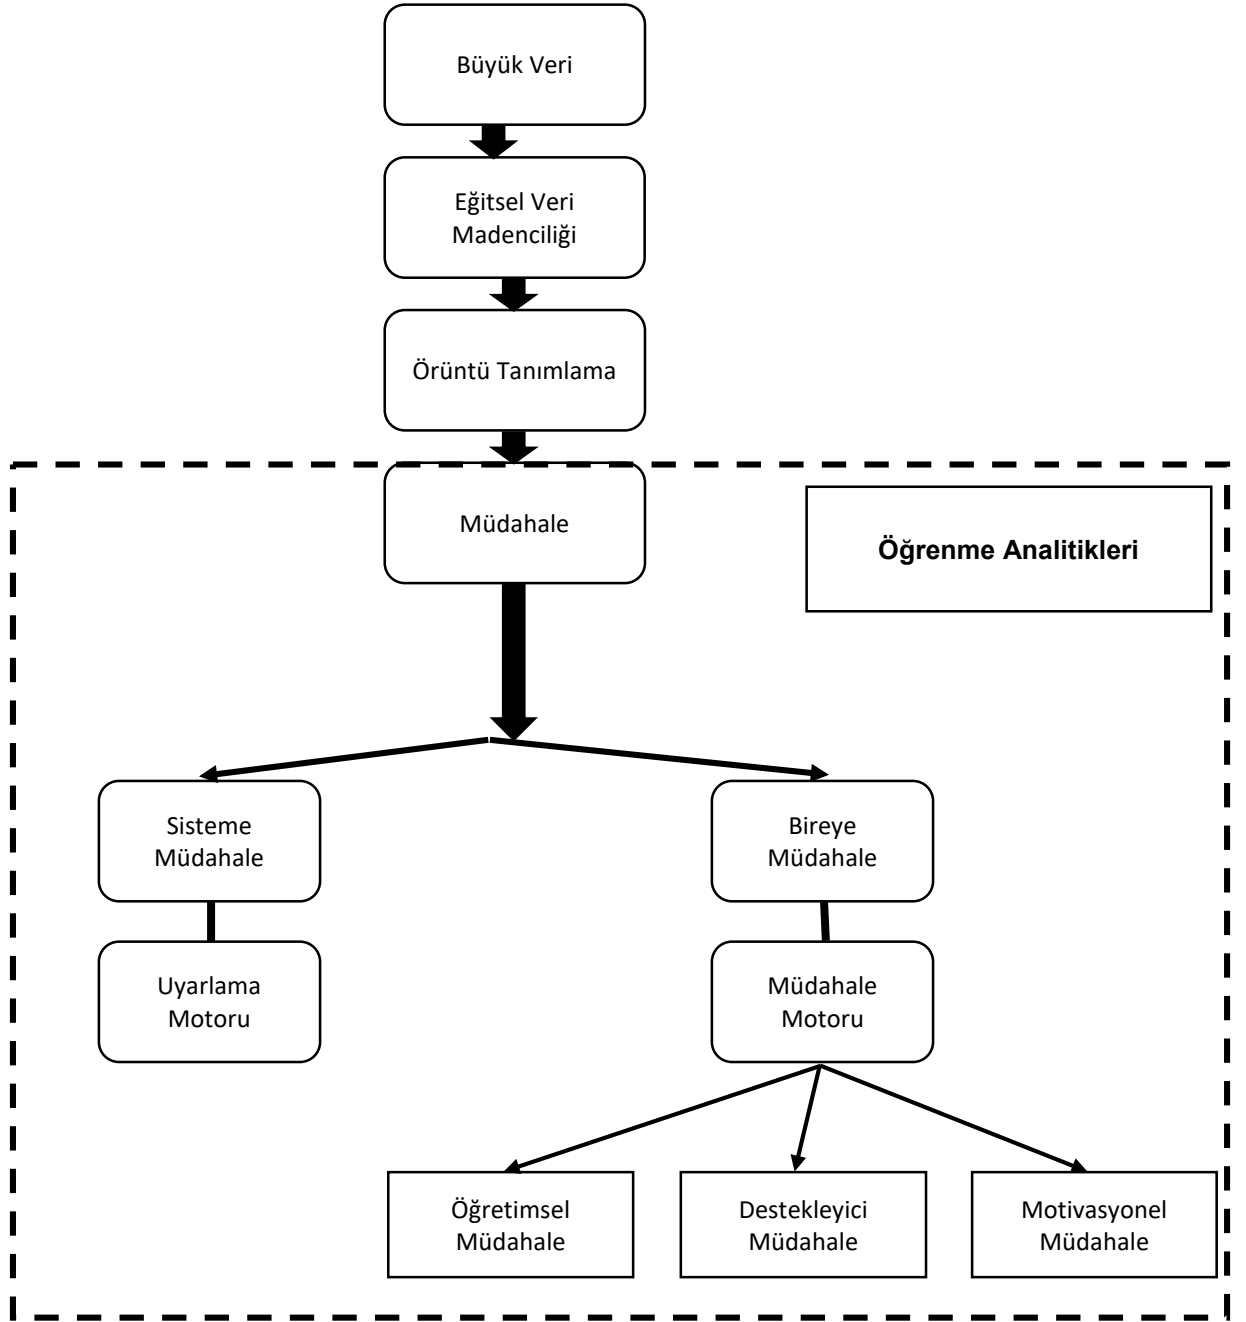 Büyük Veri
Eğitsel Veri
Madenciliği
Örüntü Tanımlama
Müdahale
Öğrenme Analitikleri
Sisteme
Müdahale
Bireye
Müdahale
Uyarlama
Motoru
Müdahale
Motoru
Öğretimsel
Müdahale
Destekleyici
Müdahale
Motivasyonel
Müdahale